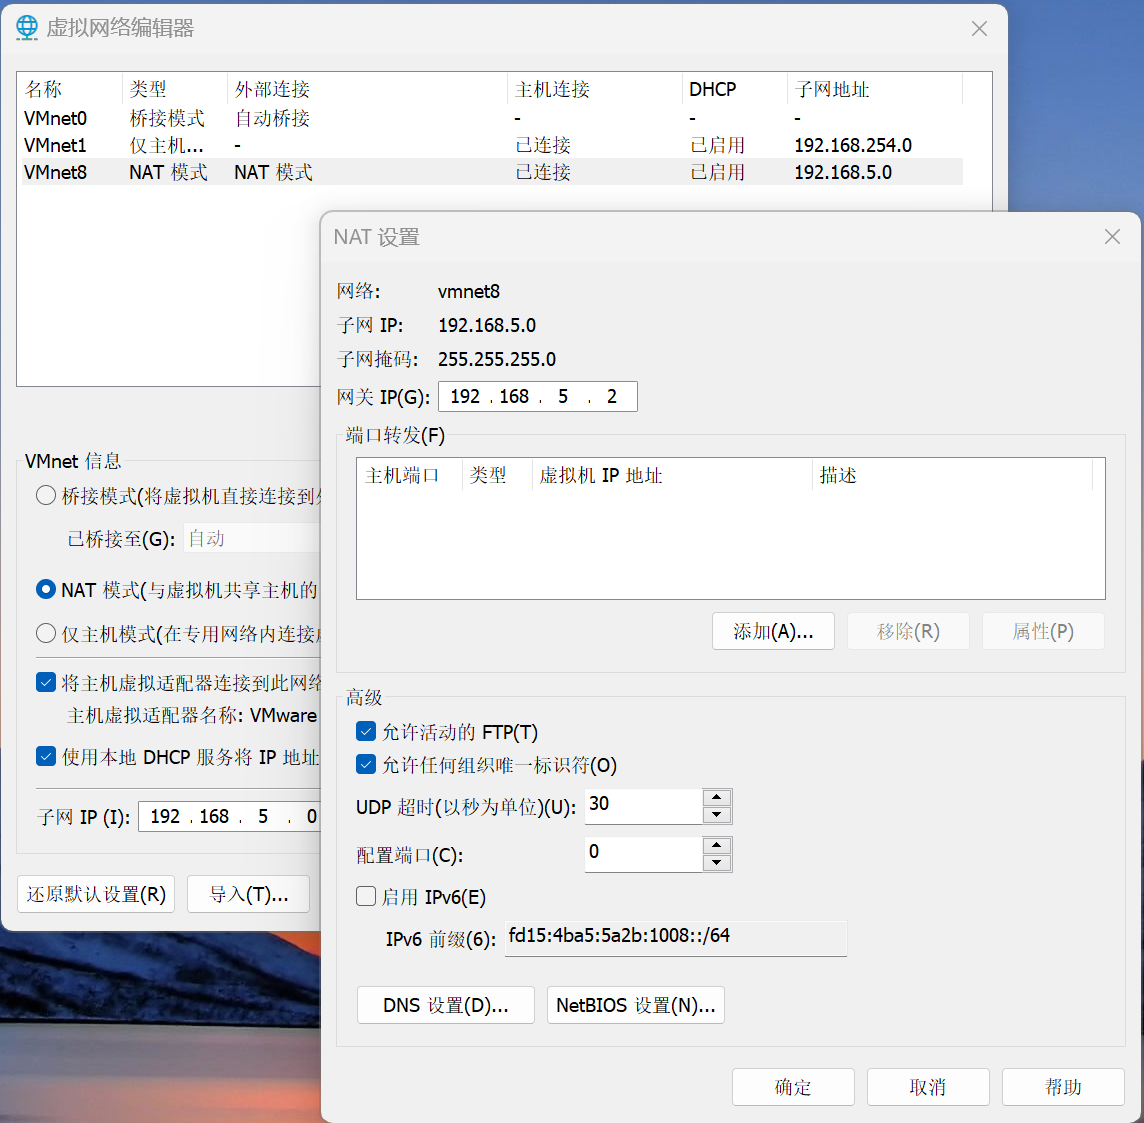 虚拟网络编辑器
名称 类型 外部连接 主机连接 DHCP 子网地址
VMnet0 桥接模式 自动桥接 - - -
VMnet1 仅主机... - 已连接 已启用 192.168.254.0
VMnet8 NAT 模式 NAT 模式 已连接 已启用 192.168.5.0
VMnet 信息
桥接模式(将虚拟机直接连接到
已桥接至(G): 自动
NAT 模式(与虚拟机共享主机的
仅主机模式(在专用网络内连接
将主机虚拟适配器连接到此网络
主机虚拟适配器名称: VMware
使用本地 DHCP 服务将 IP 地址
子网 IP (I): 192 . 168 . 5 . 0
还原默认设置(R) 导入(T)...
NAT 设置
网络: vmnet8
子网 IP: 192.168.5.0
子网掩码: 255.255.255.0
网关 IP(G): 192 . 168 . 5 . 2
端口转发(F)
主机端口 类型 虚拟机 IP 地址 描述
添加(A)... 移除(R) 属性(P)
高级
允许活动的 FTP(T)
允许任何组织唯一标识符(O)
UDP 超时(以秒为单位)(U): 30
配置端口(C): 0
启用 IPv6(E)
IPv6 前缀(6): fd15:4ba5:5a2b:1008::/64
DNS 设置(D)... NetBIOS 设置(N)...
确定 取消 帮助